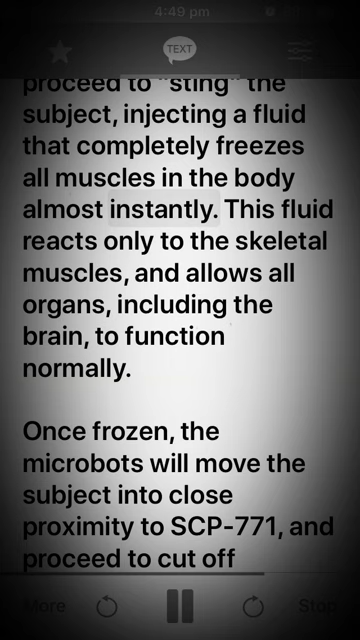 4:49 pm
TEXT
proceed to "sting" the
subject, injecting a fluid
that completely freezes
all muscles in the body
almost instantly. This fluid
reacts only to the skeletal
muscles, and allows all
organs, including the
brain, to function
normally.
Once frozen, the
microbots will move the
subject into close
proximity to SCP-771, and
proceed to cut off
More
Stop